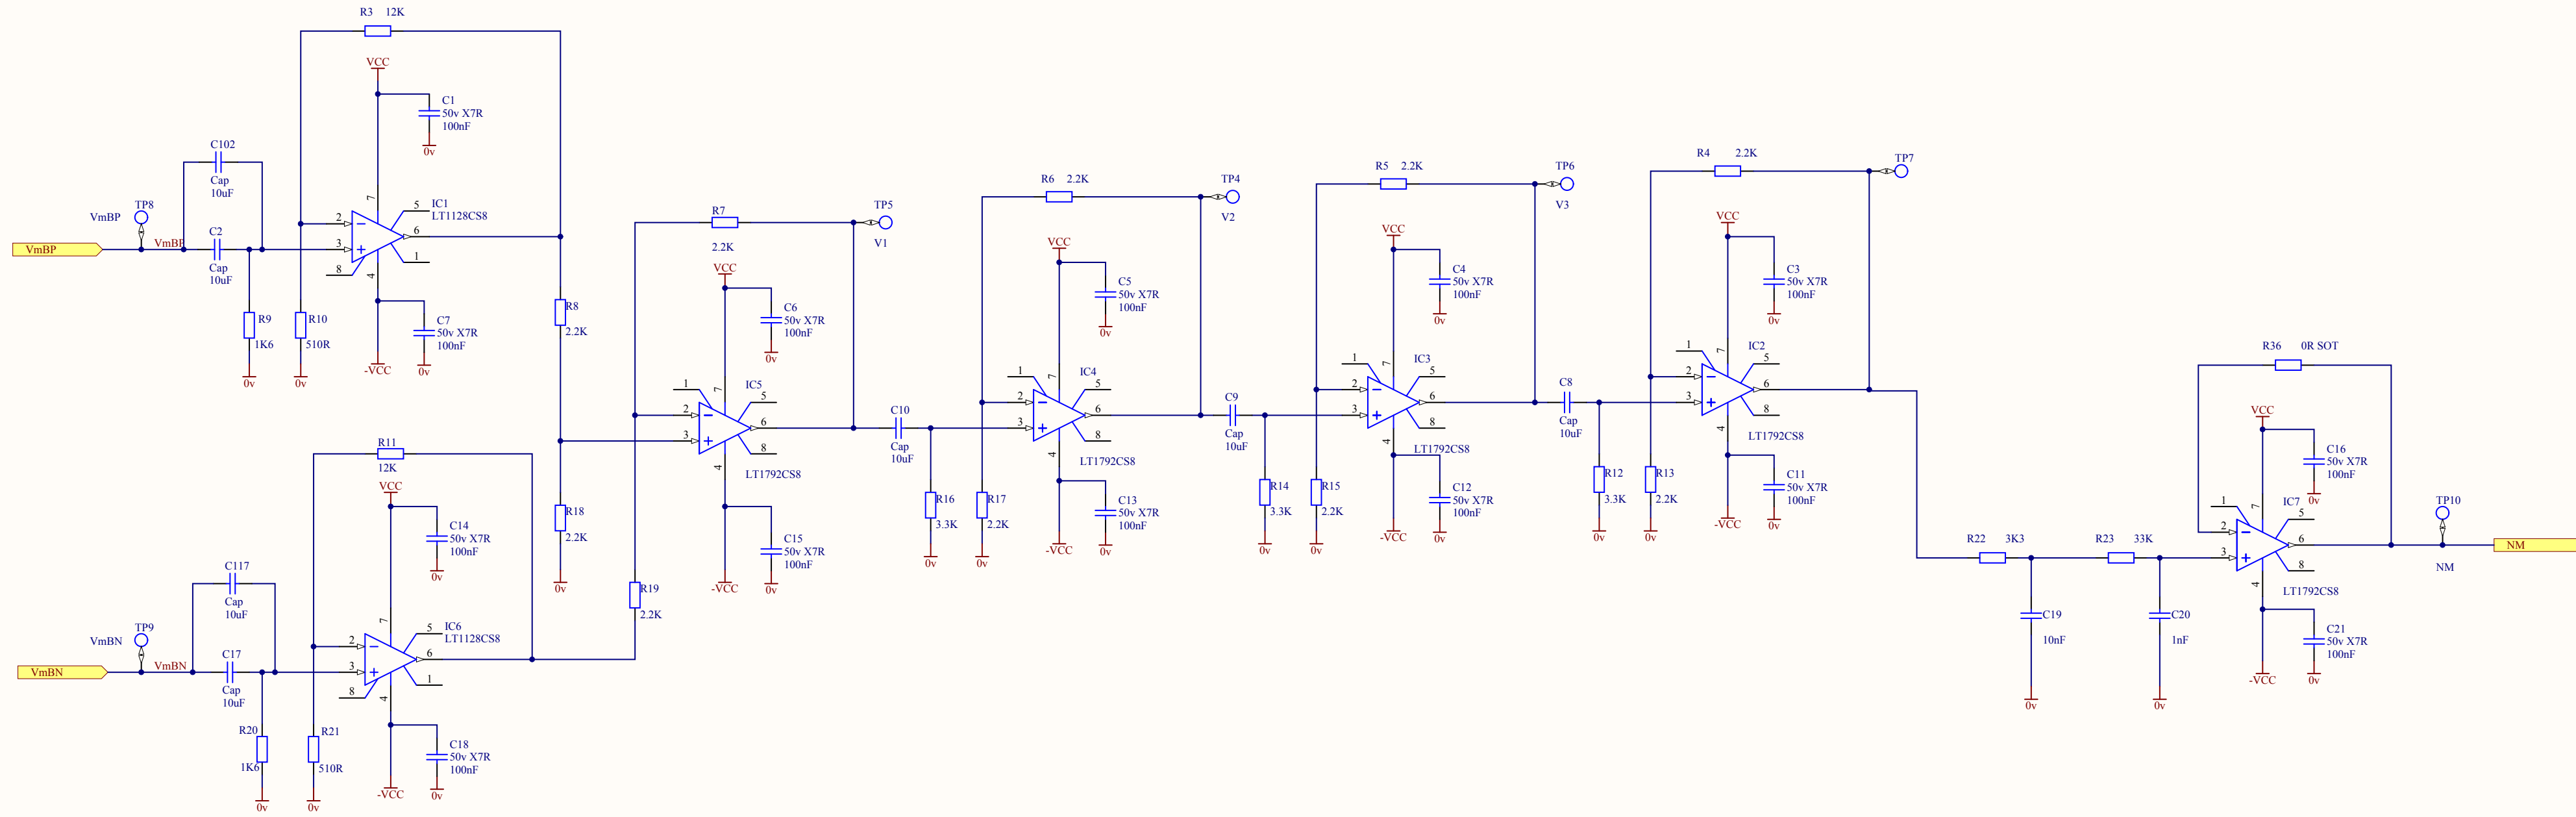 R3 12K
VCC
C1
50v X7R
100nF
0v
C102
Cap
10uF
VmBP
TP8
VmBP
VmBP
C2
Cap
10uF
7
2
3
8
4
5
6
1
IC1
LT1128CS8
R9
1K6
0v
R10
510R
0v
C7
50v X7R
100nF
-VCC
0v
R8
2.2K
R18
2.2K
0v
R11
12K
VCC
C14
50v X7R
100nF
0v
C117
Cap
10uF
VmBN
TP9
VmBN
VmBN
C17
Cap
10uF
7
2
3
8
4
5
6
1
IC6
LT1128CS8
R20
1K6
0v
R21
510R
0v
C18
50v X7R
100nF
-VCC
0v
R19
2.2K
R7
2.2K
TP5
V1
VCC
C6
50v X7R
100nF
0v
1
2
3
7
4
IC5
5
6
8
LT1792CS8
C15
50v X7R
100nF
-VCC
0v
C10
Cap
10uF
R16
3.3K
0v
R17
2.2K
0v
R6 2.2K
TP4
V2
VCC
C5
50v X7R
100nF
0v
1
2
3
7
4
IC4
5
6
8
LT1792CS8
C13
50v X7R
100nF
-VCC
0v
C9
Cap
10uF
R14
3.3K
0v
R15
2.2K
0v
R5 2.2K
TP6
V3
VCC
C4
50v X7R
100nF
0v
1
2
3
7
4
IC3
5
6
8
LT1792CS8
C12
50v X7R
100nF
-VCC
0v
C8
Cap
10uF
R12
3.3K
0v
R13
2.2K
0v
R4 2.2K
TP7
VCC
C3
50v X7R
100nF
0v
1
2
3
7
4
IC2
5
6
8
LT1792CS8
C11
50v X7R
100nF
-VCC
0v
R22 3K3
C19
10nF
0v
R23 33K
C20
1nF
0v
R36 0R SOT
VCC
C16
50v X7R
100nF
0v
1
2
3
7
4
IC7
5
6
8
LT1792CS8
C21
50v X7R
100nF
-VCC
0v
TP10
NM
NM